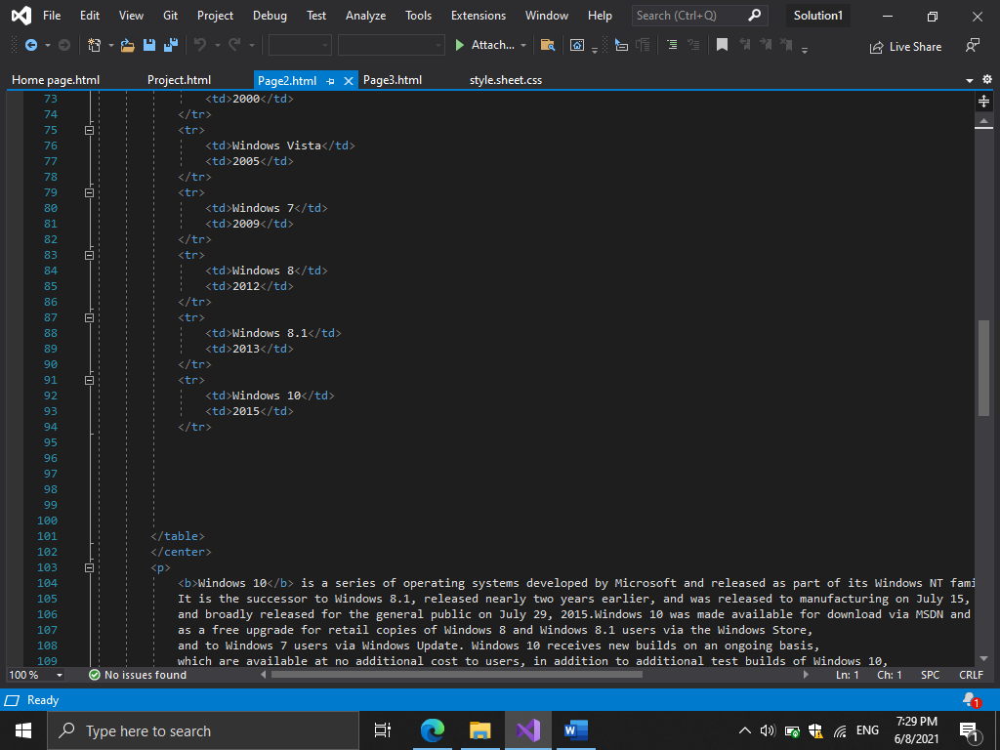 File Edit View Git Project Debug Test Analyze Tools Extensions Window Help Search (Ctrl+Q) Solution1
Attach... Live Share
Home page.html Project.html Page2.html Page3.html style.sheet.css
73 <td>2000</td>
74 </tr>
75 <tr>
76 <td>Windows Vista</td>
77 <td>2005</td>
78 </tr>
79 <tr>
80 <td>Windows 7</td>
81 <td>2009</td>
82 </tr>
83 <tr>
84 <td>Windows 8</td>
85 <td>2012</td>
86 </tr>
87 <tr>
88 <td>Windows 8.1</td>
89 <td>2013</td>
90 </tr>
91 <tr>
92 <td>Windows 10</td>
93 <td>2015</td>
94 </tr>
95
96
97
98
99
100
101 </table>
102 </center>
103 <p>
104 <b>Windows 10</b> is a series of operating systems developed by Microsoft and released as part of its Windows NT fami
105 It is the successor to Windows 8.1, released nearly two years earlier, and was released to manufacturing on July 15,
106 and broadly released for the general public on July 29, 2015.Windows 10 was made available for download via MSDN and
107 as a free upgrade for retail copies of Windows 8 and Windows 8.1 users via the Windows Store,
108 and to Windows 7 users via Windows Update. Windows 10 receives new builds on an ongoing basis,
109 which are available at no additional cost to users, in addition to additional test builds of Windows 10,
100 % No issues found Ln: 1 Ch: 1 SPC CRLF
Ready 1
Type here to search W ENG 7:29 PM 1
6/8/2021